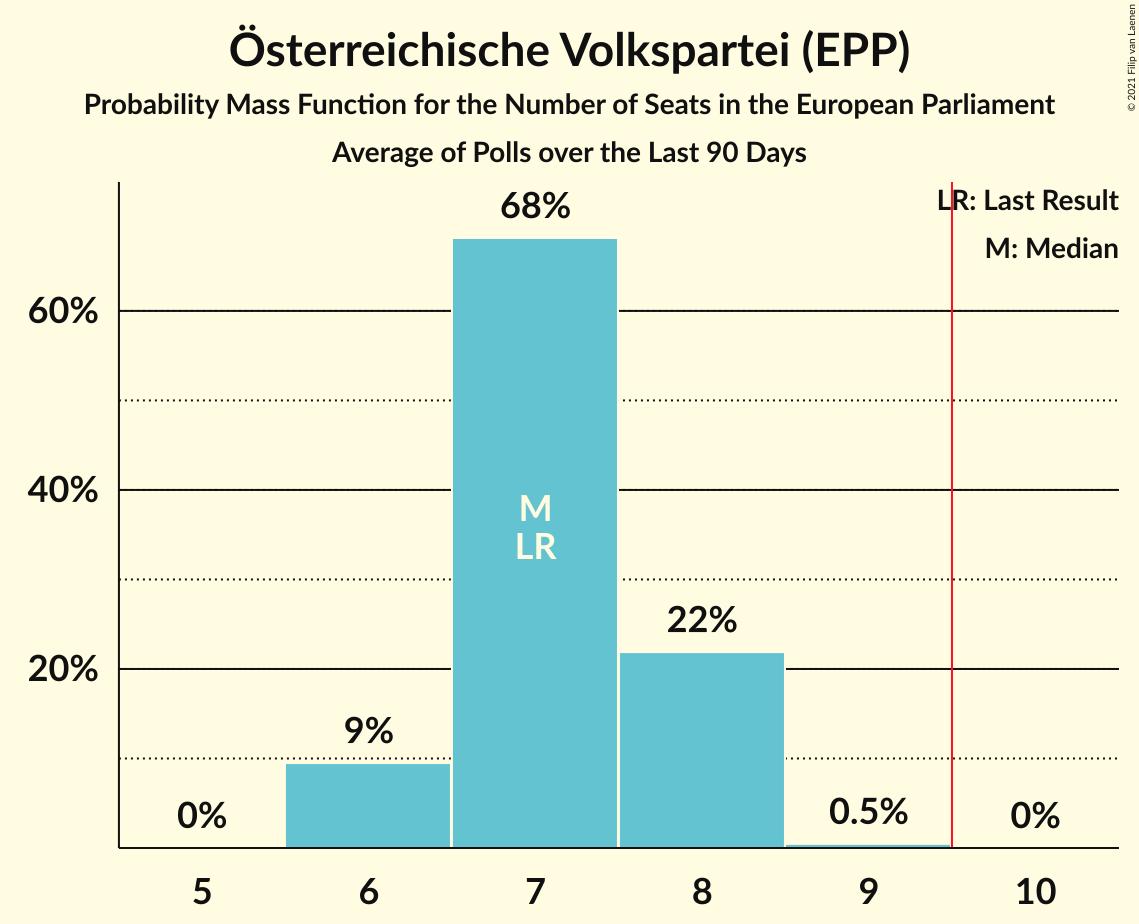 Österreichische Volkspartei (EPP)
Probability Mass Function for the Number of Seats in the European Parliament
Average of Polls over the Last 90 Days
© 2021 Filip van Laenen
LR: Last Result
M: Median
68%
60%
40%
M
LR
22%
20%
9%
0%
0.5%
0%
5 6 7 8 9 10